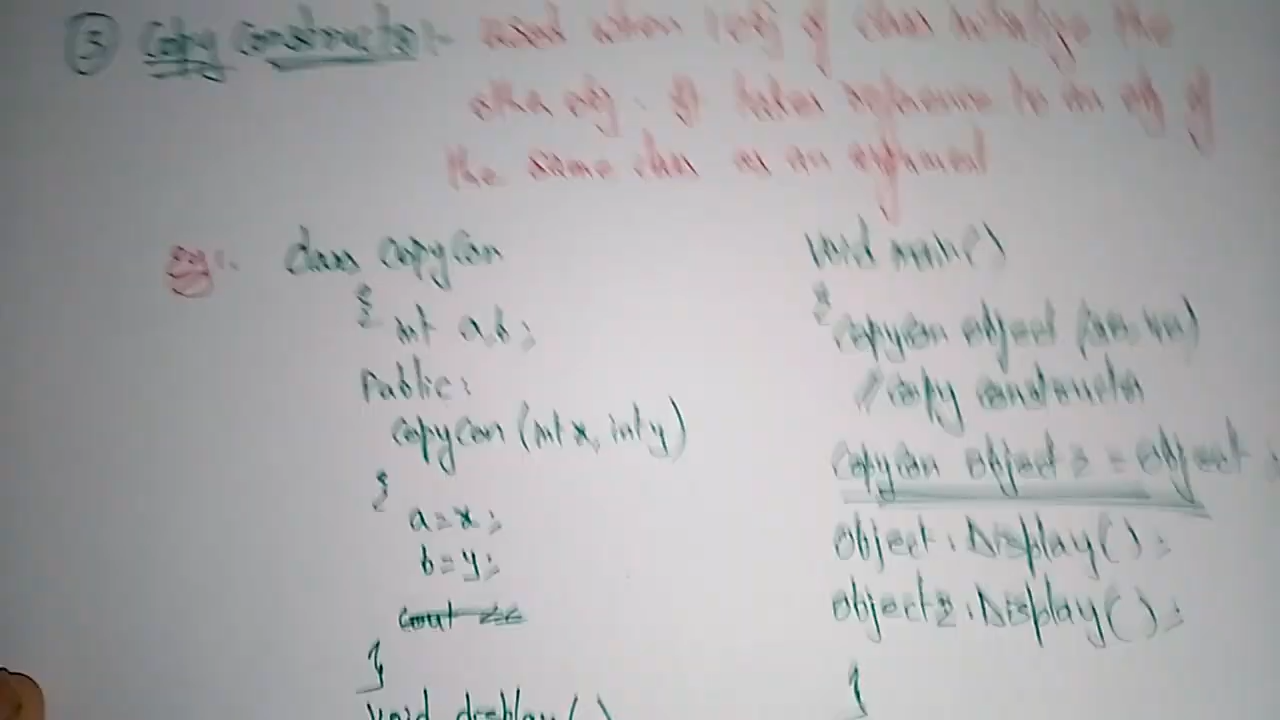 ③ Copy Constructor:- used when 1 obj of class initialize the
other obj. It takes reference to an obj of
the same class as an argument
eg:- class copycon
{
int a,b;
Public:
copycon (int x, int y)
{
a=x;
b=y;
cout <<
}
void display()
void main()
{
copycon object
//copy constructor
copycon object2 = object;
object.Display();
object2.Display();
}